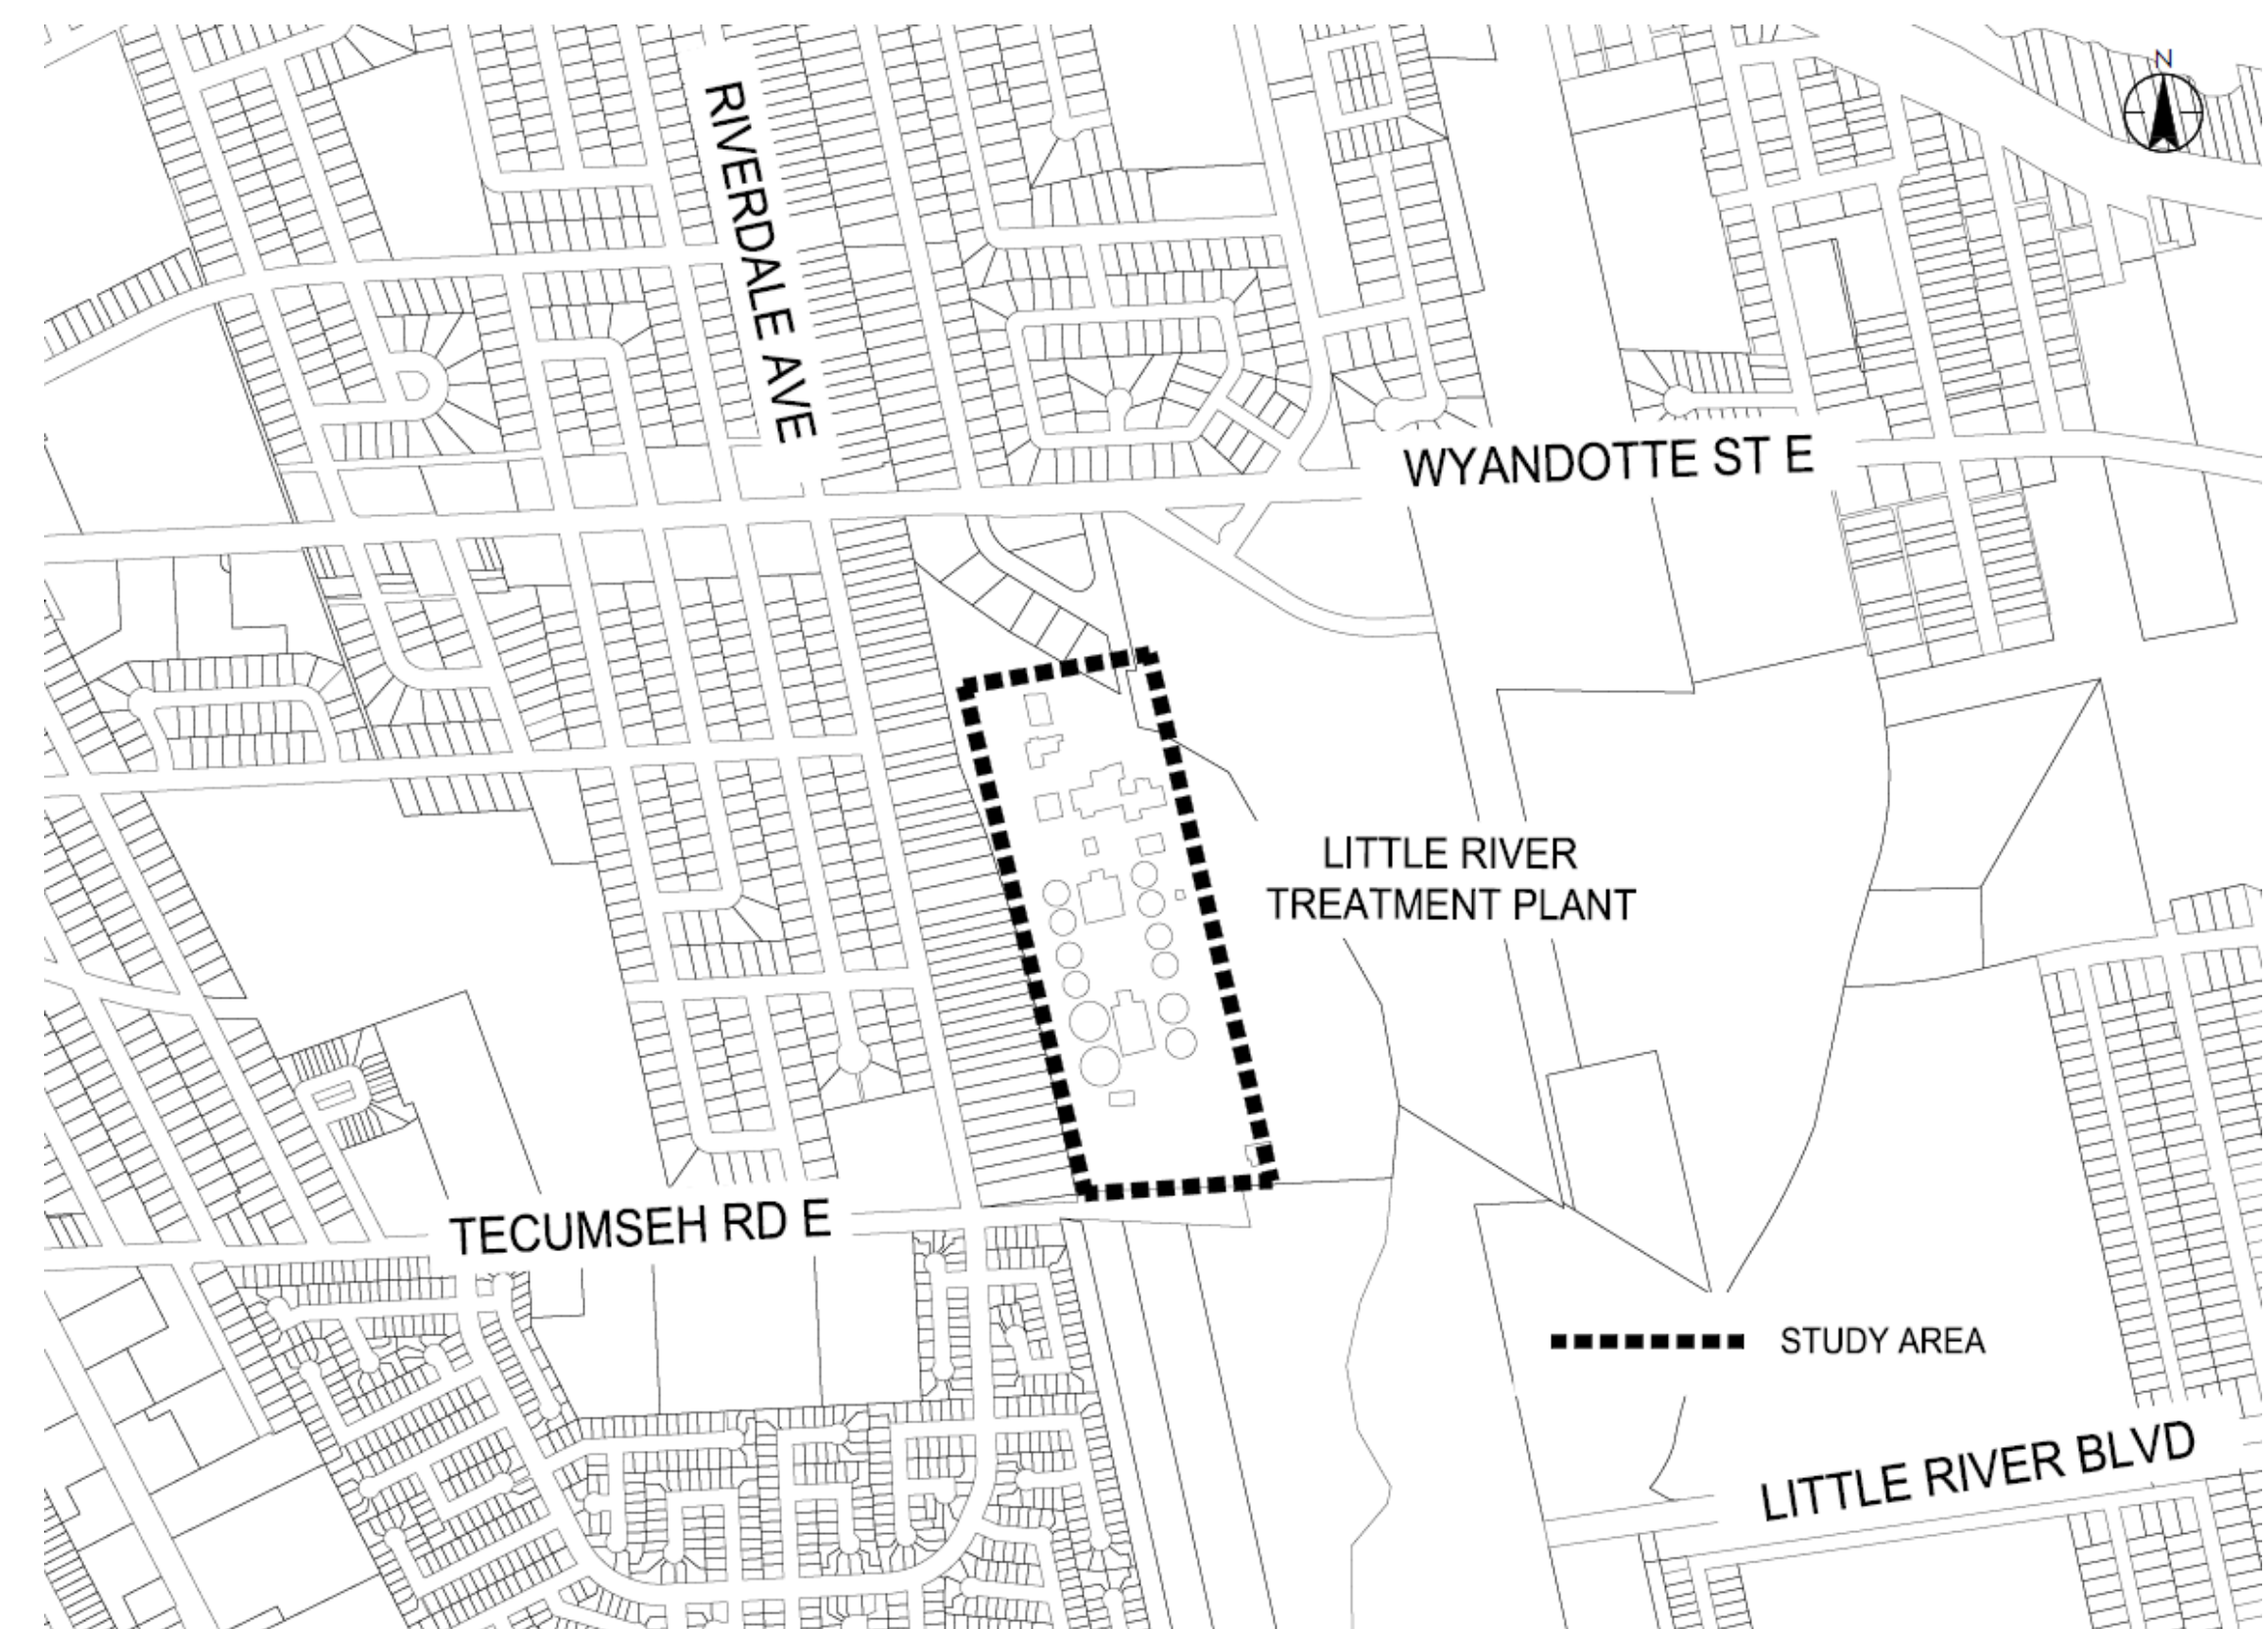 N
RIVERDALE AVE
WYANDOTTE ST E
LITTLE RIVER
TREATMENT PLANT
TECUMSEH RD E
STUDY AREA
LITTLE RIVER BLVD